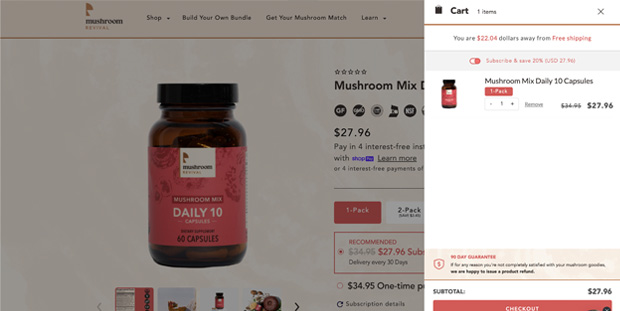 mushroom
REVIVAL
Shop
Build Your Own Bundle
Get Your Mushroom Match
Learn
Mushroom Mix D
GF
NSF
$27.96
Pay in 4 interest-free inst
with shop Learn more
or 4 interest-free payments of
1-Pack
2-Pack
RECOMMENDED
$34.95 $27.96 Subs
Delivery every 30 Days
$34.95 One-time pu
Subscription details
mushroom
REVIVAL
MUSHROOM MIX
DAILY 10
CAPSULES
DIETARY SUPPLEMENT
60 CAPSULES
Cart 1 items
You are $22.04 dollars away from Free shipping
Subscribe & save 20% (USD 27.96)
Mushroom Mix Daily 10 Capsules
1-Pack
- 1 + Remove
$34.95 $27.96
90 DAY GUARANTEE
If for any reason you're not completely satisfied with your mushroom goodies,
we are happy to issue a product refund.
SUBTOTAL: $27.96
CHECKOUT